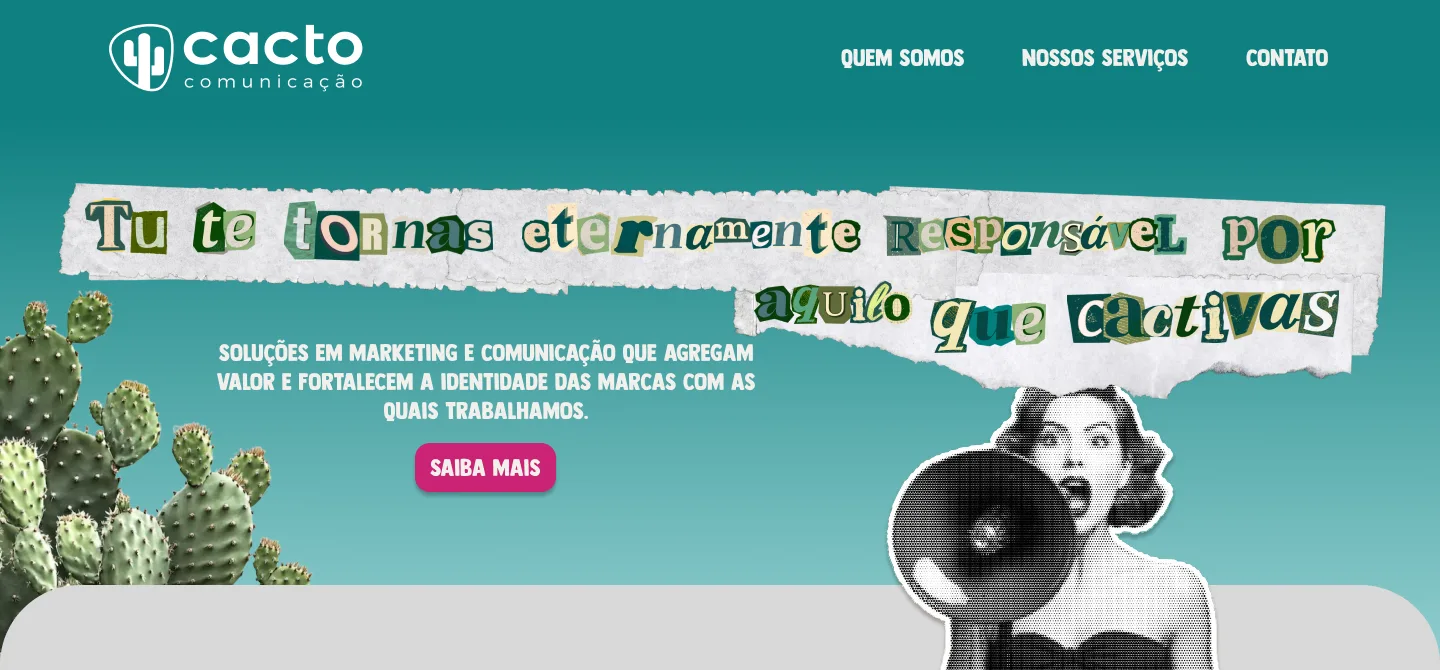 cacto
comunicação
QUEM SOMOS
NOSSOS SERVIÇOS
CONTATO
Tu te tornas eternamente Responsável por
aquilo que cactivas
SOLUÇÕES EM MARKETING E COMUNICAÇÃO QUE AGREGAM
VALOR E FORTALECEM A IDENTIDADE DAS MARCAS COM AS
QUAIS TRABALHAMOS.
SAIBA MAIS